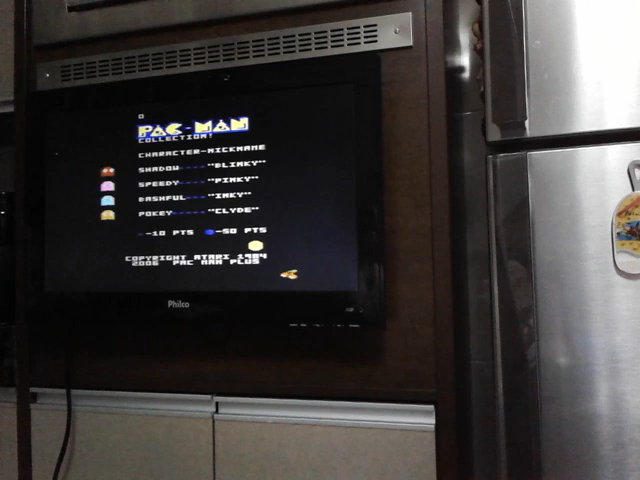 PAC-MAN
COLLECTION!
CHARACTER-NICKNAME
SHADOW----"BLINKY"
SPEEDY----"PINKY"
BASHFUL---"INKY"
POKEY-----"CLYDE"
-10 PTS -50 PTS
COPYRIGHT ATARI 1984
2006 PAC MAN PLUS
Philco